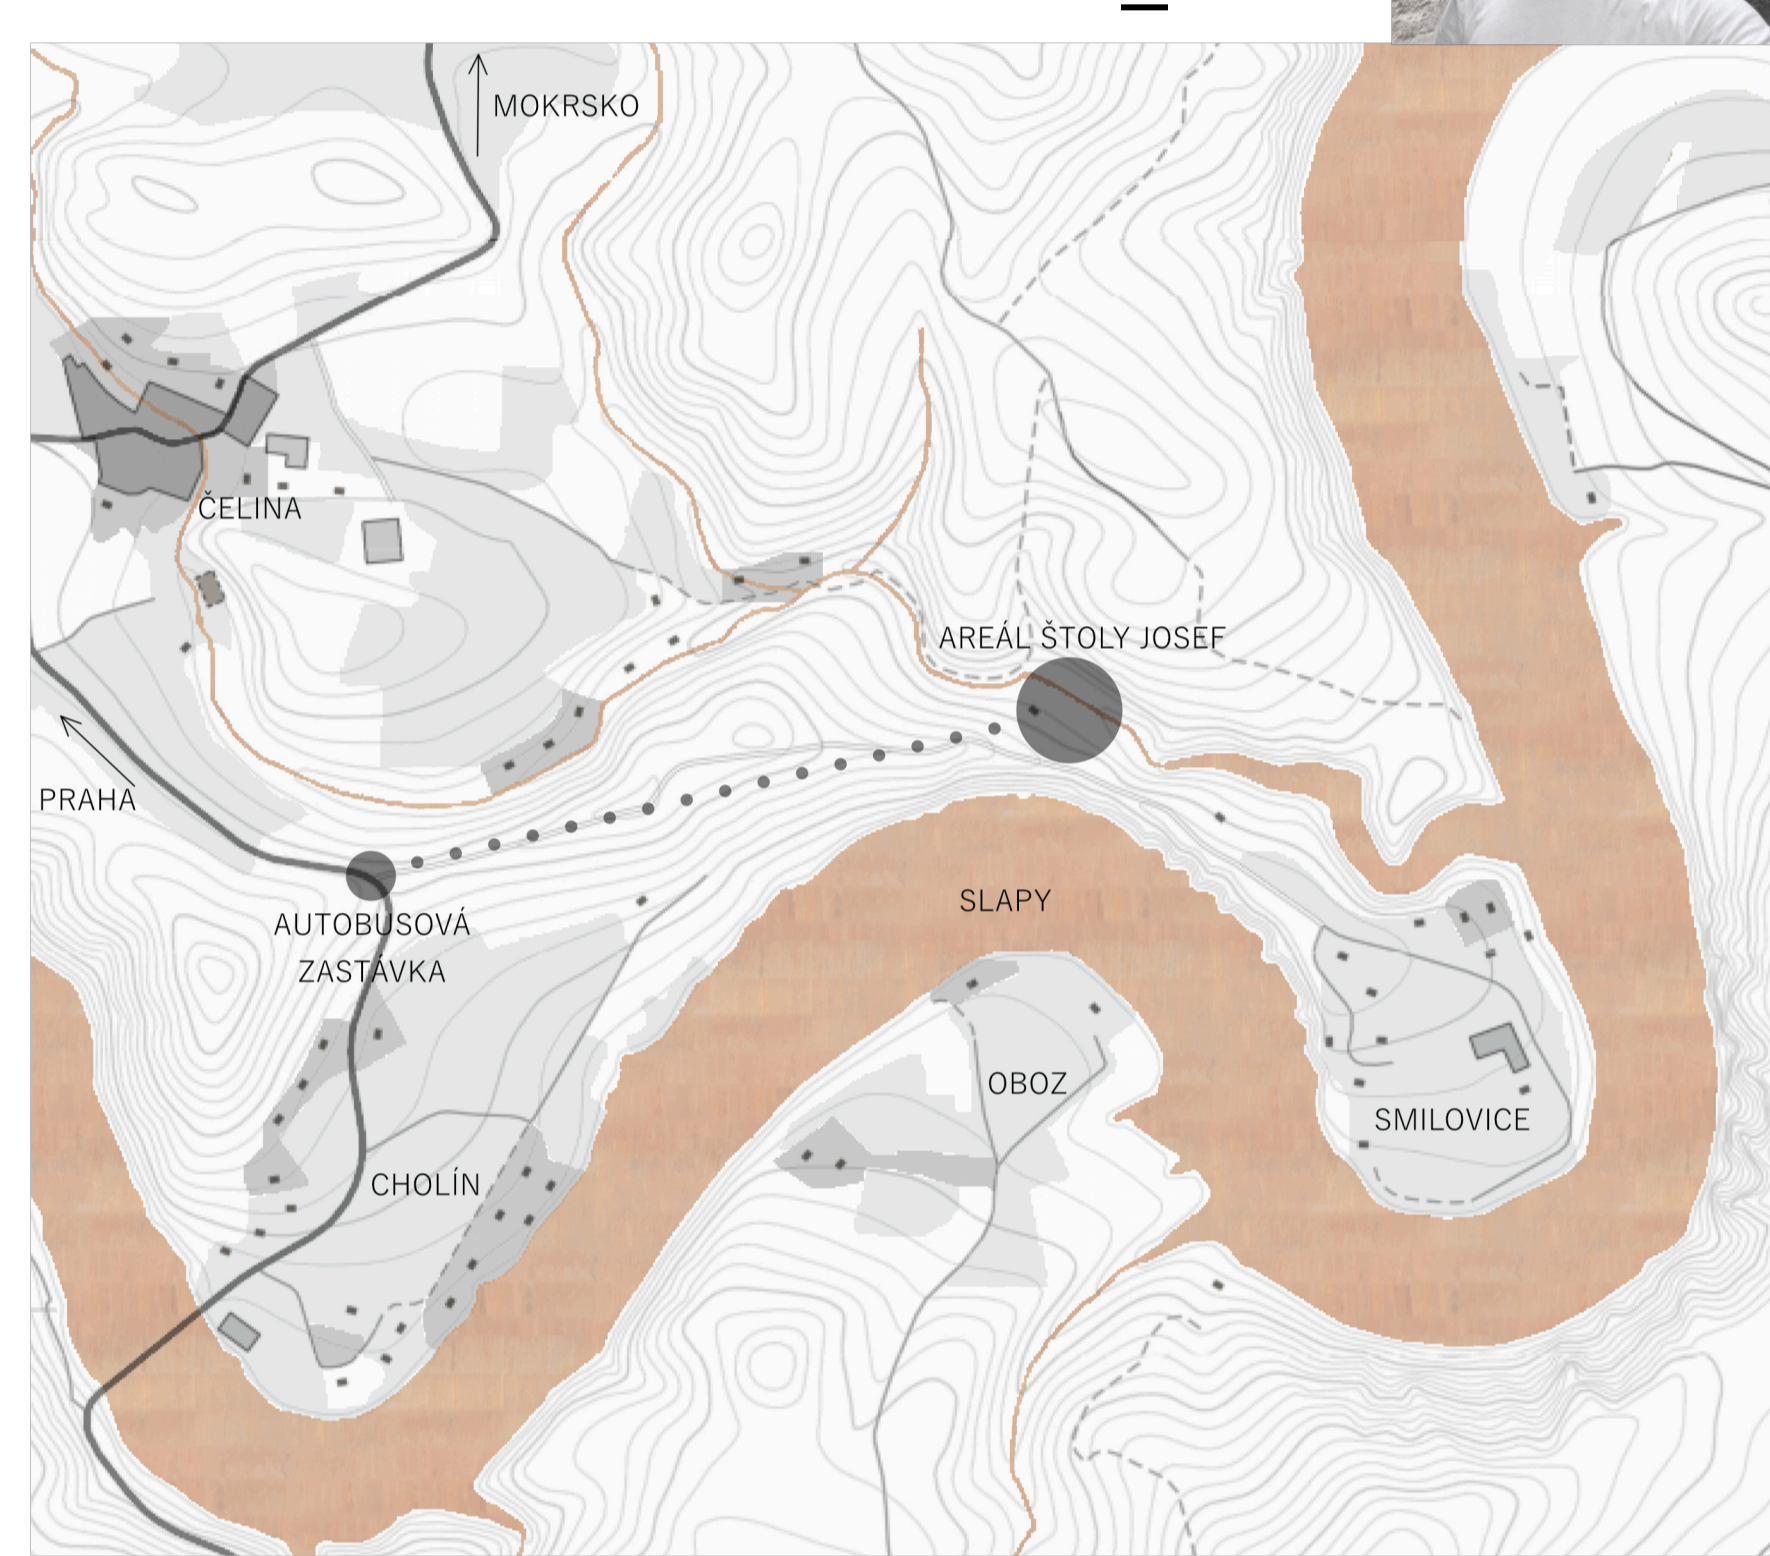 MOKRSKO
ČELINA
AREÁL ŠTOLY JOSEF
PRAHA
SLAPY
AUTOBUSOVÁ
ZASTÁVKA
OBOZ
SMILOVICE
CHOLÍN